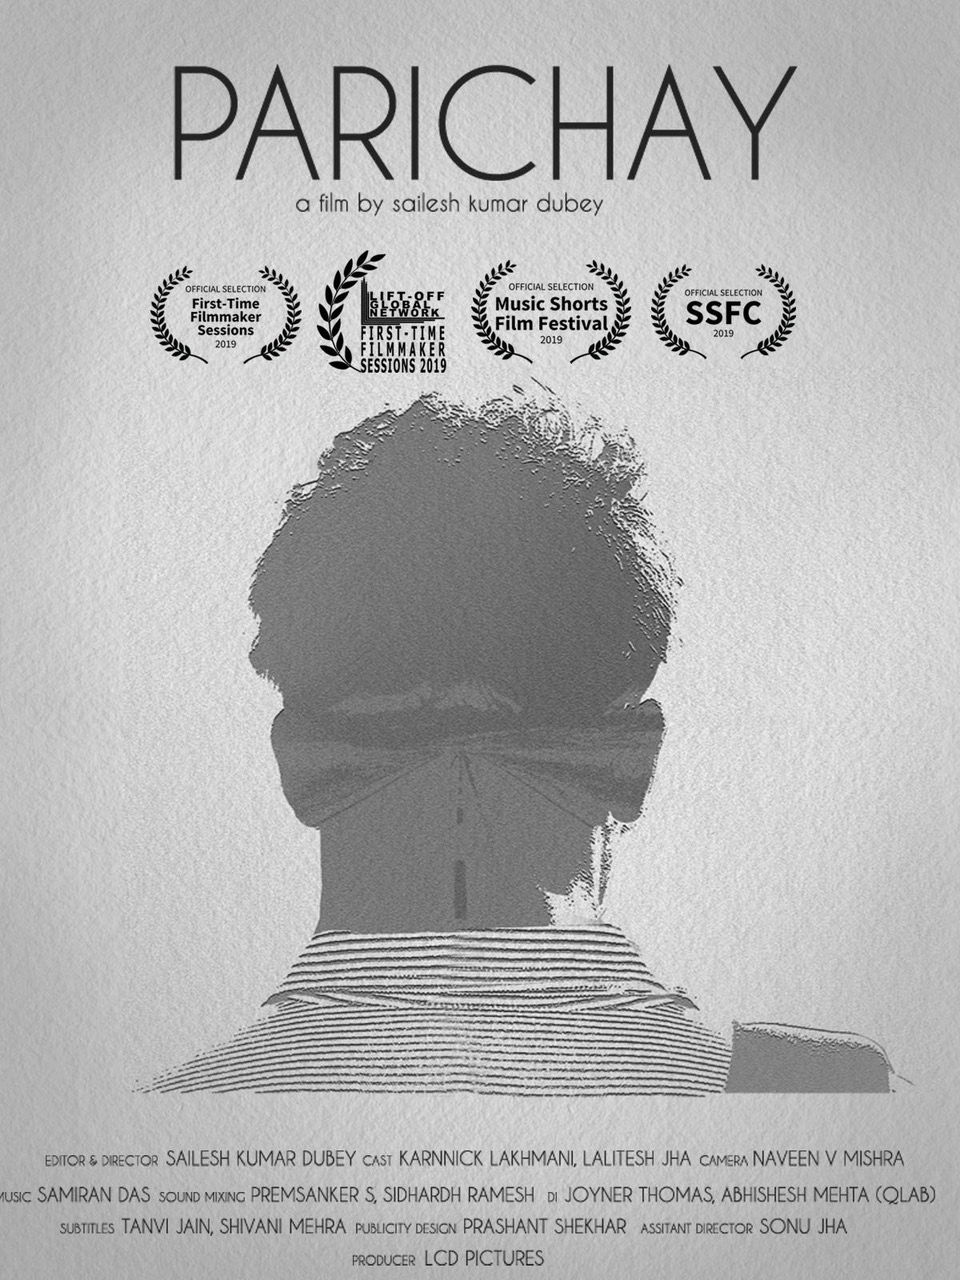 PARICHAY
a film by sailesh kumar dubey
OFFICIAL SELECTION
First-Time
Filmmaker
Sessions
2019
LIFT-OFF
GLOBAL
NETWORK
FIRST-TIME
FILMMAKER
SESSIONS 2019
OFFICIAL SELECTION
Music Shorts
Film Festival
2019
OFFICIAL SELECTION
SSFC
2019
EDITOR & DIRECTOR SAILESH KUMAR DUBEY CAST KARNNICK LAKHMANI, LALITESH JHA CAMERA NAVEEN V MISHRA
MUSIC SAMIRAN DAS SOUND MIXING PREMSANKER S, SIDHARDH RAMESH DI JOYNER THOMAS, ABHISHESH MEHTA (QLAB)
SUBTITLES TANVI JAIN, SHIVANI MEHRA PUBLICITY DESIGN PRASHANT SHEKHAR ASSITANT DIRECTOR SONU JHA
PRODUCER LCD PICTURES